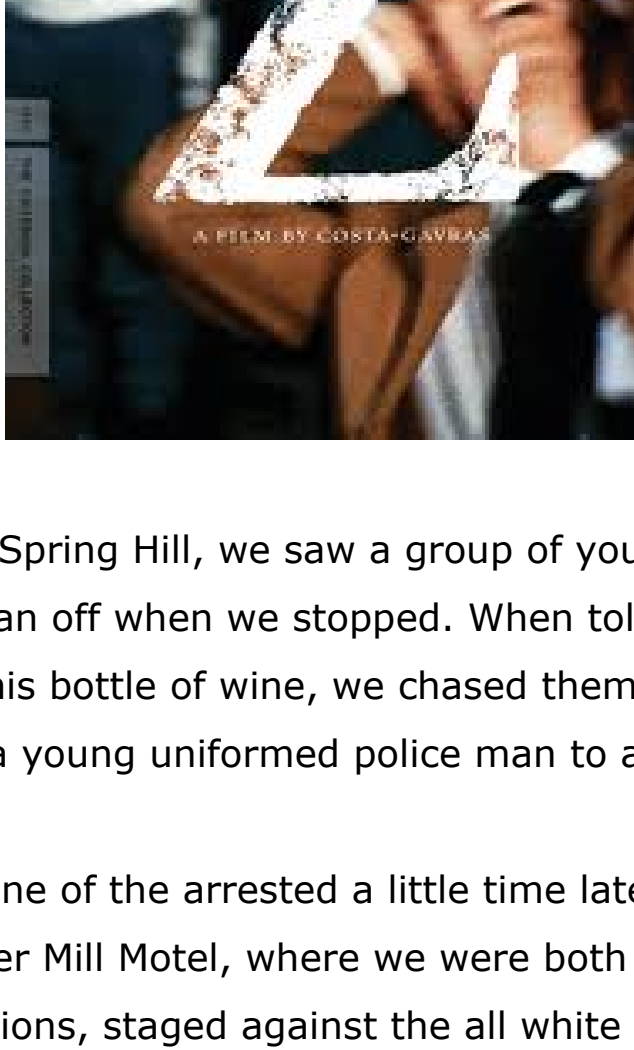 A FILM BY COSTA-GAVRAS
Spring Hill, we saw a group of you
an off when we stopped. When tol
his bottle of wine, we chased them
a young uniformed police man to a
ne of the arrested a little time late
er Mill Motel, where we were both
ions, staged against the all white